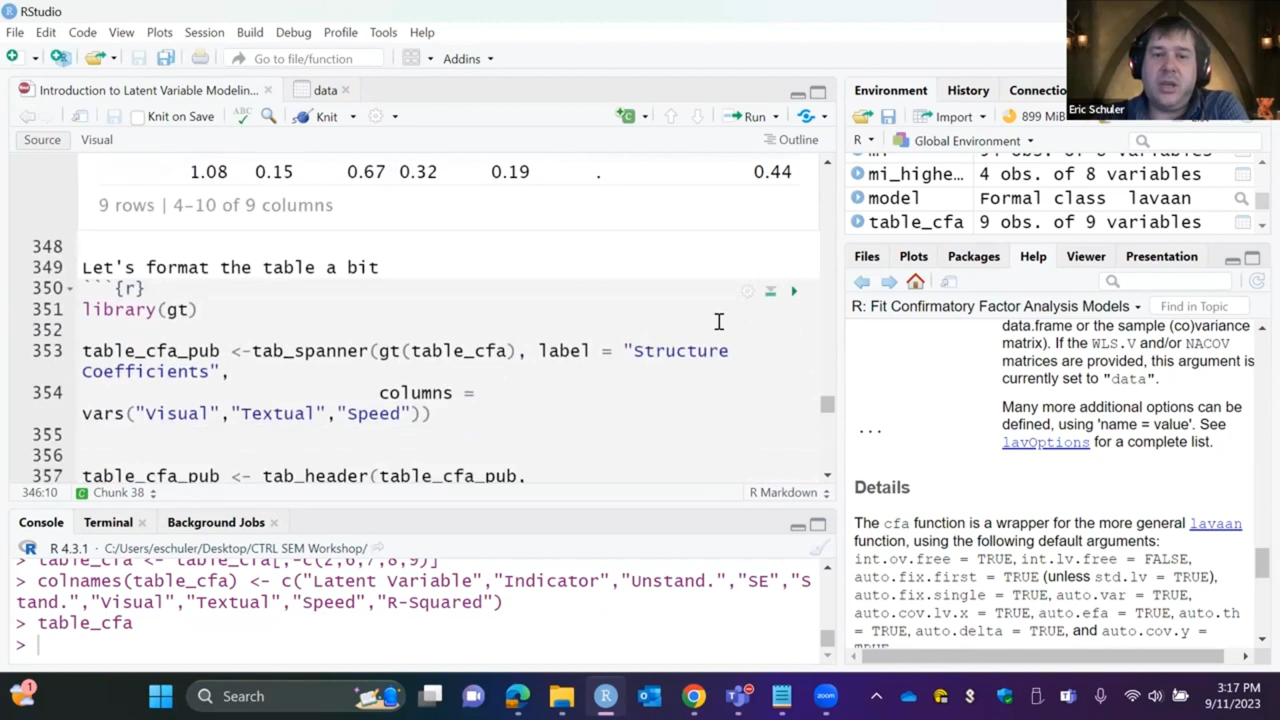 RStudio
File Edit Code View Plots Session Build Debug Profile Tools Help
Go to file/function Addins
Introduction to Latent Variable Modelin... data
Knit on Save ABC Knit Run
Source Visual Outline
1.08 0.15 0.67 0.32 0.19 . 0.44
9 rows | 4–10 of 9 columns
348
349 Let's format the table a bit
350 ```{r}
351 library(gt)
352
353 table_cfa_pub <-tab_spanner(gt(table_cfa), label = "Structure
Coefficients",
354 columns =
vars("Visual","Textual","Speed"))
355
356
357 table_cfa_pub <- tab_header(table_cfa_pub,
346:10 C Chunk 38 R Markdown
Console Terminal Background Jobs
R R 4.3.1 · C:/Users/eschuler/Desktop/CTRL SEM Workshop/
> table_cfa <- table_cfa[,-c(2,6,7,8,9)]
> colnames(table_cfa) <- c("Latent Variable","Indicator","Unstand.","SE","S
tand.","Visual","Textual","Speed","R-Squared")
> table_cfa
>
Environment History Connectio
Import 899 MiB
R Global Environment
mi_highe... 4 obs. of 8 variables
model Formal class lavaan
table_cfa 9 obs. of 9 variables
Files Plots Packages Help Viewer Presentation
R: Fit Confirmatory Factor Analysis Models Find in Topic
data.frame or the sample (co)variance
matrix). If the WLS.V and/or NACOV
matrices are provided, this argument is
currently set to "data".
... Many more additional options can be
defined, using 'name = value'. See
lavOptions for a complete list.
Details
The cfa function is a wrapper for the more general lavaan
function, using the following default arguments:
int.ov.free = TRUE, int.lv.free = FALSE,
auto.fix.first = TRUE (unless std.lv = TRUE),
auto.fix.single = TRUE, auto.var = TRUE,
auto.cov.lv.x = TRUE, auto.efa = TRUE, auto.th
= TRUE, auto.delta = TRUE, and auto.cov.y =
TRUE.
Eric Schuler
1 Search R zoom
3:17 PM
9/11/2023